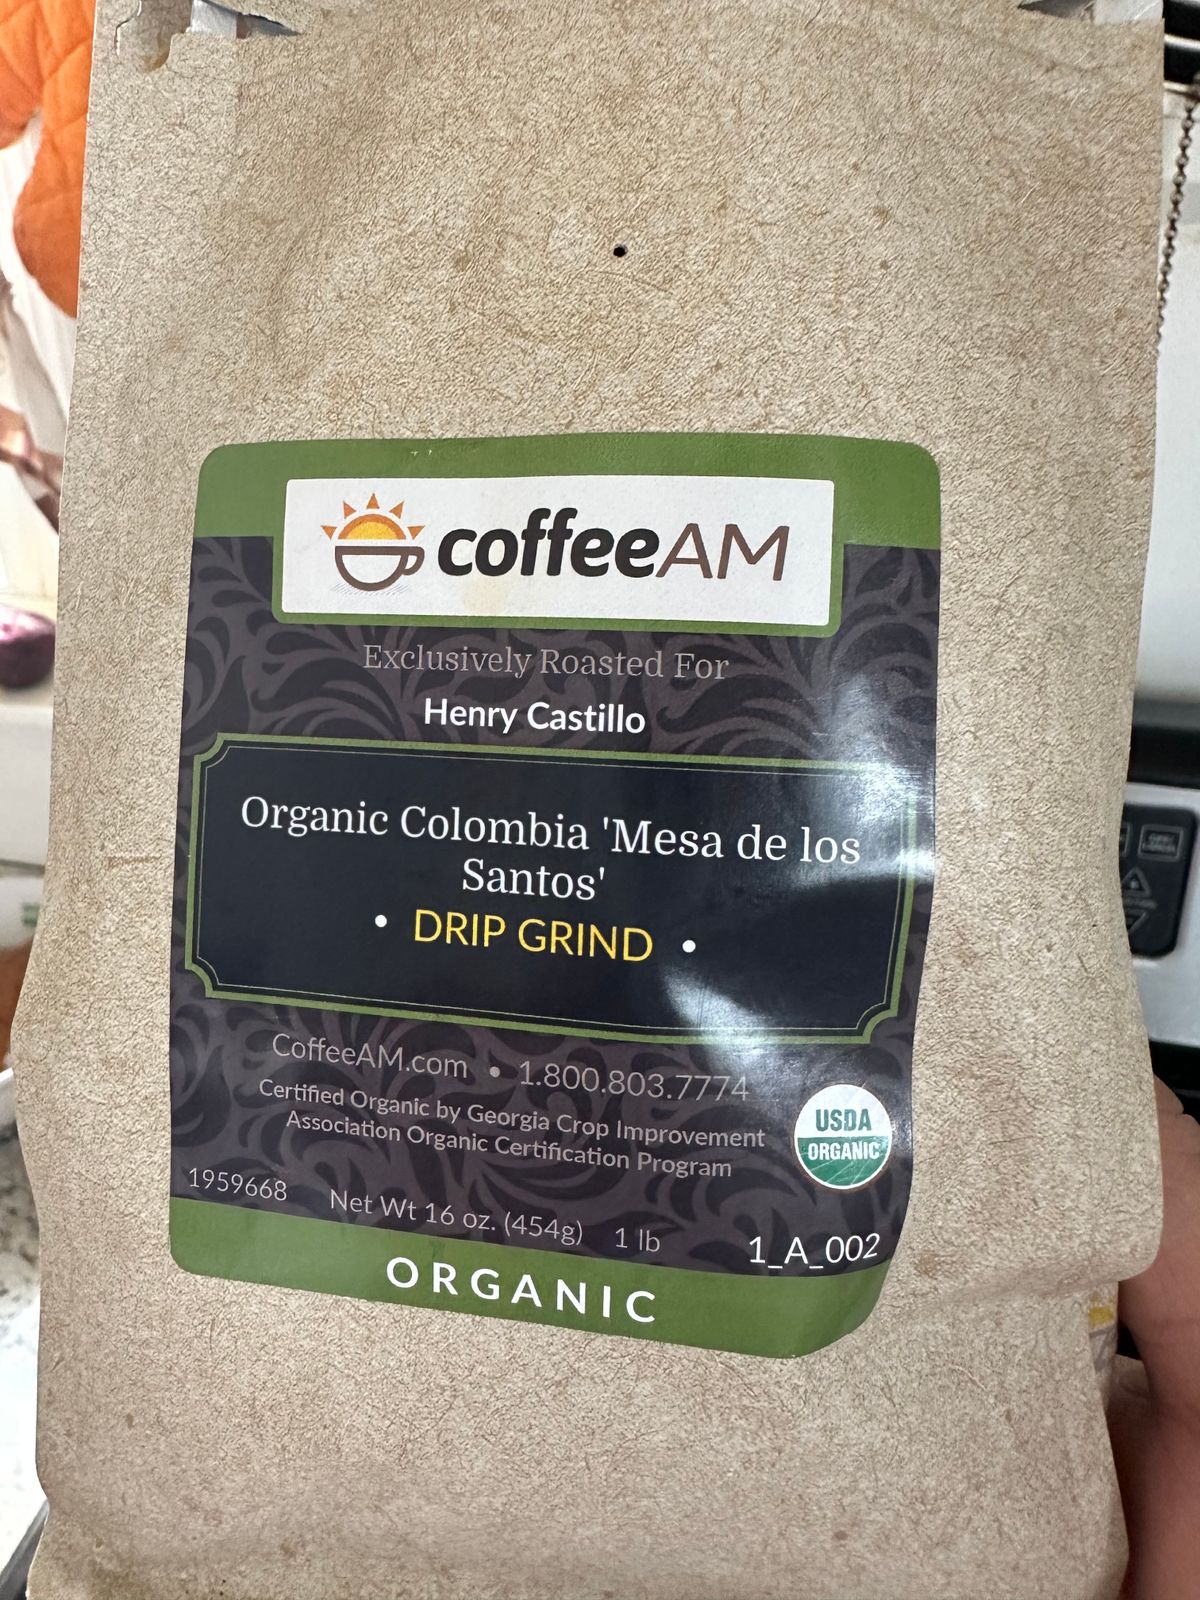 coffeeAM
Exclusively Roasted For
Henry Castillo
Organic Colombia 'Mesa de los
Santos'
• DRIP GRIND •
CoffeeAM.com • 1.800.803.7774
Certified Organic by Georgia Crop Improvement
Association Organic Certification Program
USDA
ORGANIC
1959668
Net Wt 16 oz. (454g) 1 lb
1_A_002
ORGANIC